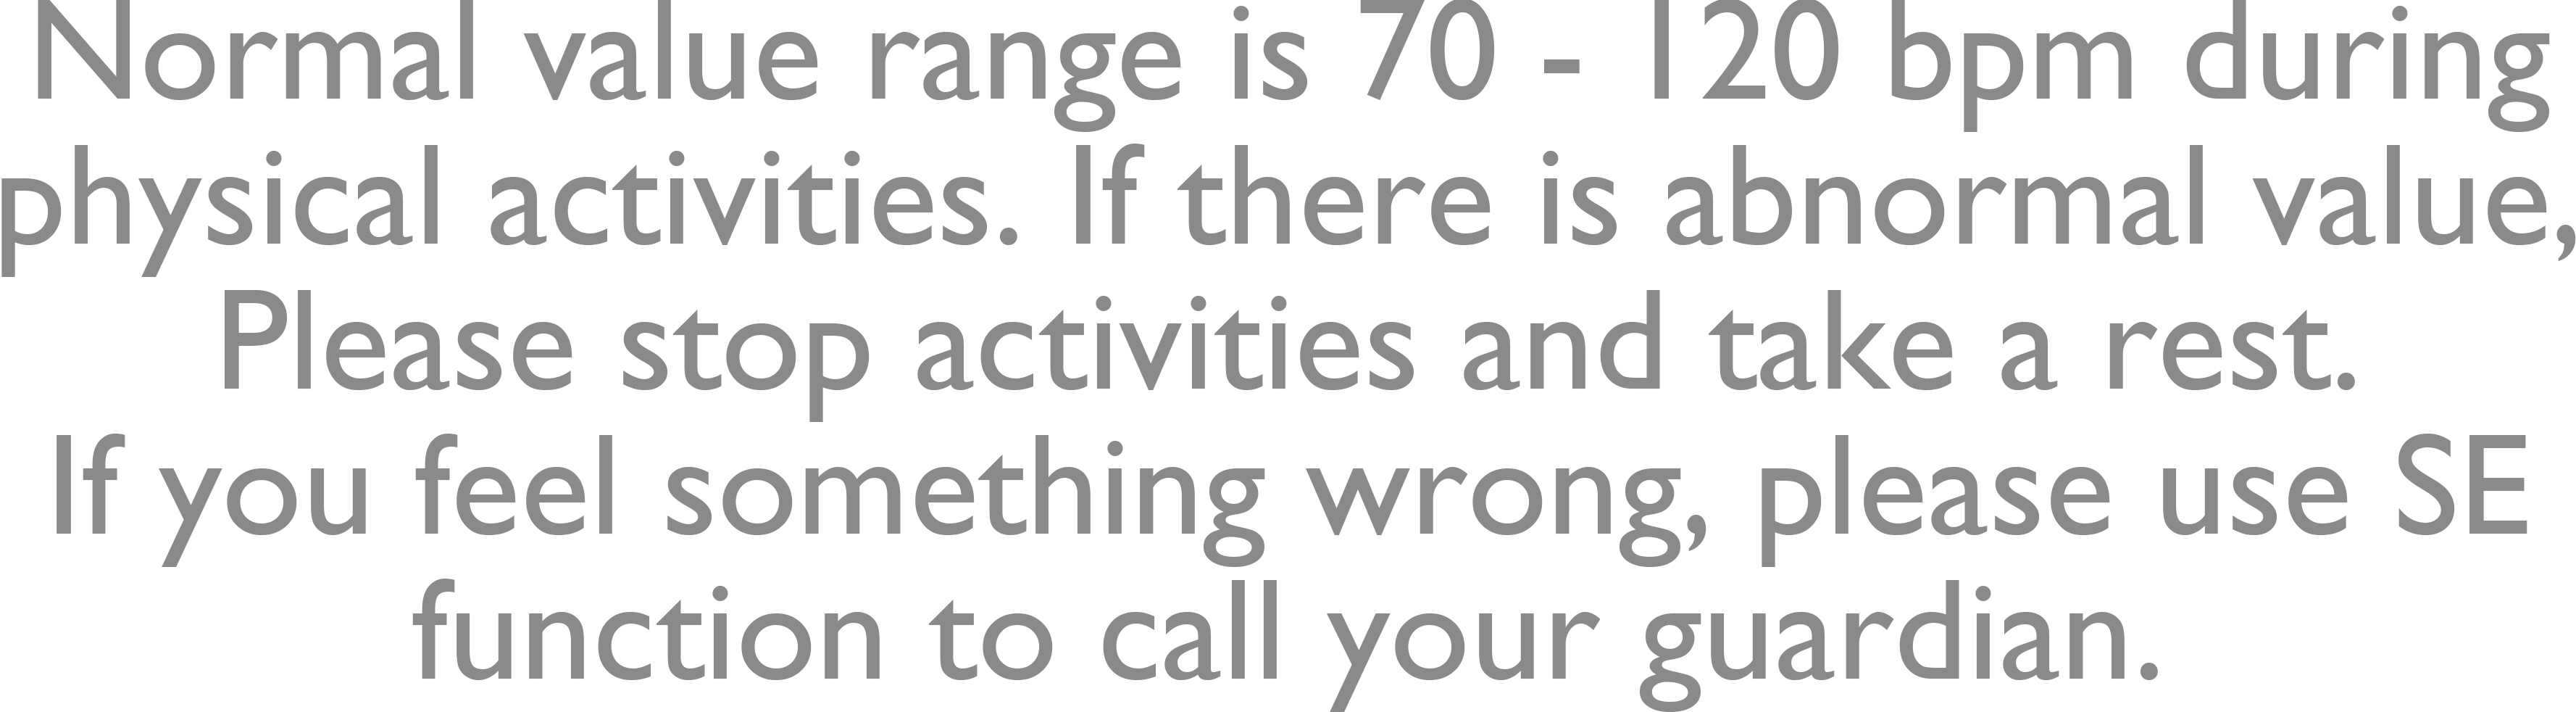 Normal value range is 70 - 120 bpm during
physical activities. If there is abnormal value,
Please stop activities and take a rest.
If you feel something wrong, please use SE
function to call your guardian.